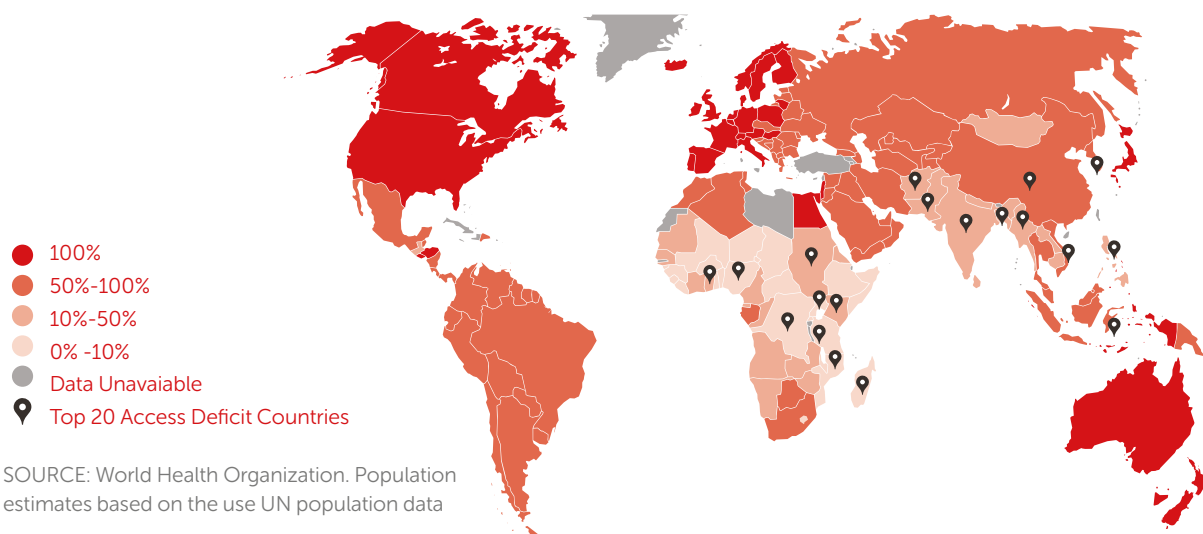 100%
50%-100%
10%-50%
0% -10%
Data Unavaiable
Top 20 Access Deficit Countries
SOURCE: World Health Organization. Population
estimates based on the use UN population data